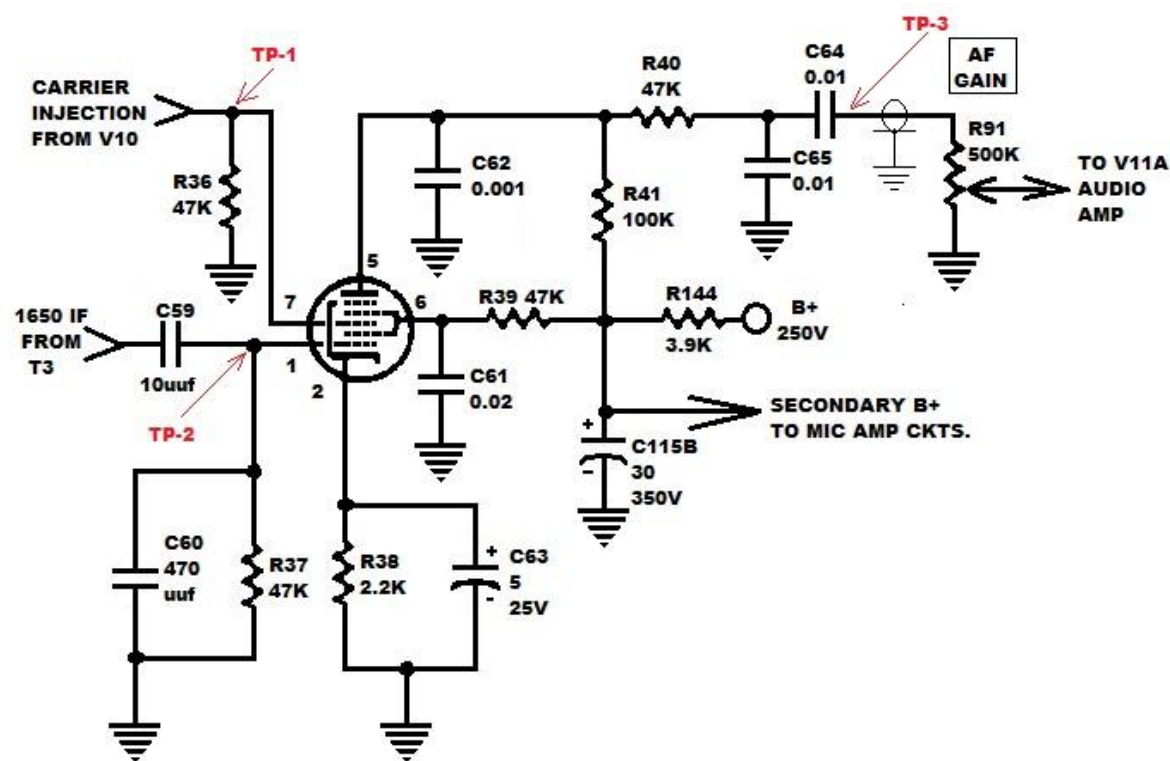 TP-1
CARRIER
INJECTION
FROM V10
R36
47K
C62
0.001
R40
47K
C64
0.01
TP-3
AF
GAIN
C65
0.01
R91
500K
TO V11A
AUDIO
AMP
R41
100K
5
7
6
1
2
1650 IF
FROM
T3
C59
10uuf
TP-2
R39 47K
C61
0.02
R144
3.9K
B+
250V
SECONDARY B+
TO MIC AMP CKTS.
+
C115B
-
30
350V
C60
470
uuf
R37
47K
R38
2.2K
+
C63
5
-
25V